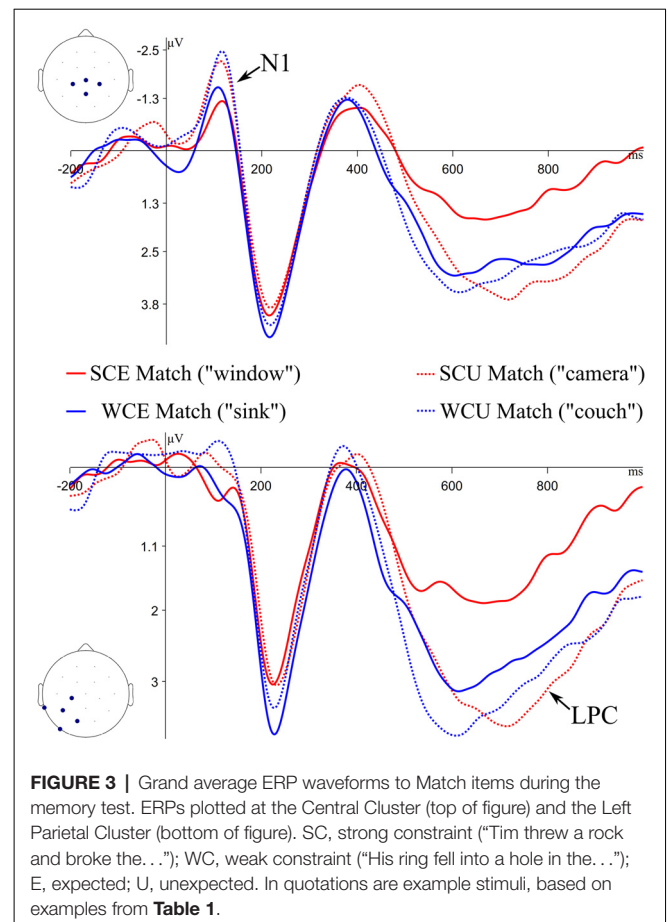 μV
-2.5
N1
-1.3
-200
200
400
600
800
ms
1.3
2.5
3.8
SCE Match ("window")
SCU Match ("camera")
WCE Match ("sink")
WCU Match ("couch")
μV
-200
200
400
600
800
ms
1.1
2
3
LPC
FIGURE 3 | Grand average ERP waveforms to Match items during the
memory test. ERPs plotted at the Central Cluster (top of figure) and the Left
Parietal Cluster (bottom of figure). SC, strong constraint (“Tim threw a rock
and broke the. . .”); WC, weak constraint (“His ring fell into a hole in the. . .”);
E, expected; U, unexpected. In quotations are example stimuli, based on
examples from Table 1.